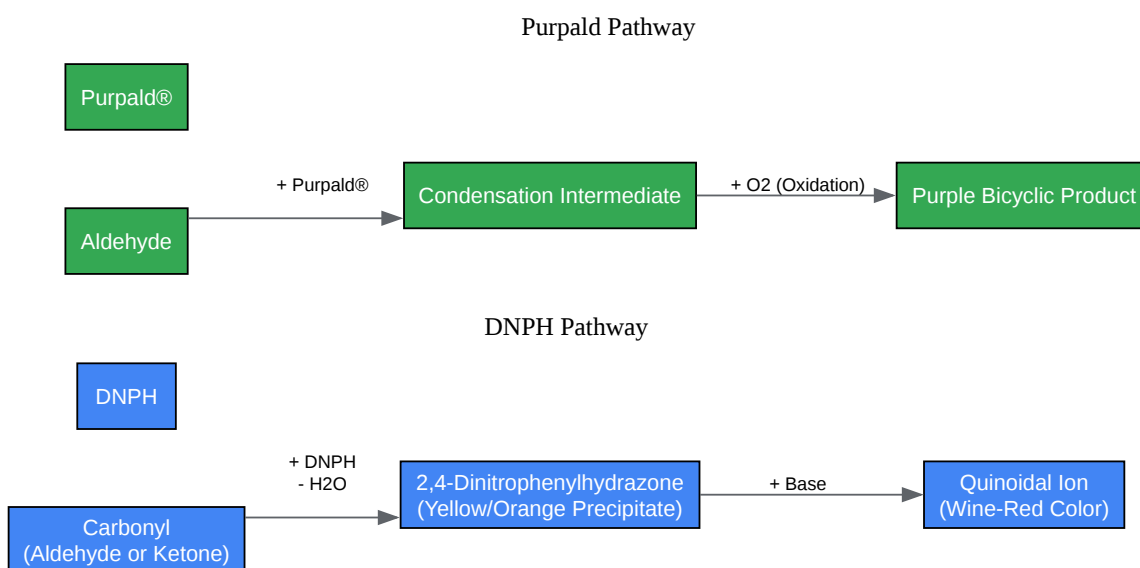 Purpald Pathway
Purpald®
+ Purpald®
Condensation Intermediate
+ O2 (Oxidation)
Purple Bicyclic Product
Aldehyde
DNPH Pathway
DNPH
+ DNPH
- H2O
2,4-Dinitrophenylhydrazone
(Yellow/Orange Precipitate)
+ Base
Quinoidal Ion
(Wine-Red Color)
Carbonyl
(Aldehyde or Ketone)